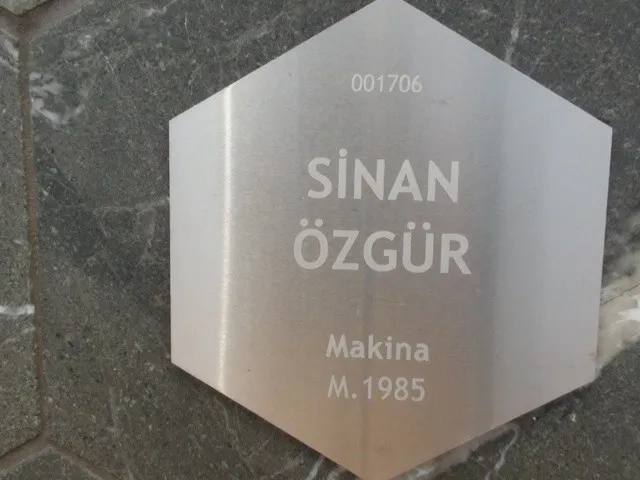 001706
SİNAN
ÖZGÜR
Makina
M.1985